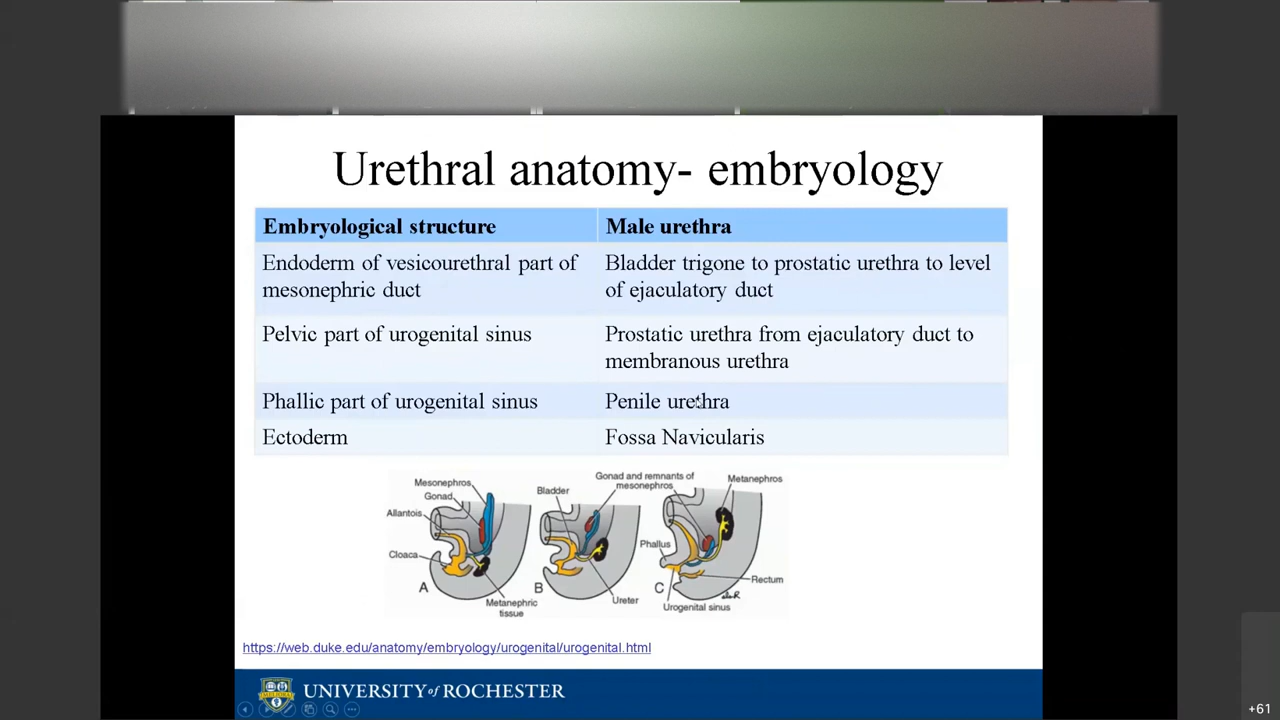 Urethral anatomy- embryology
Embryological structure
Male urethra
Endoderm of vesicourethral part of
mesonephric duct
Bladder trigone to prostatic urethra to level
of ejaculatory duct
Pelvic part of urogenital sinus
Prostatic urethra from ejaculatory duct to
membranous urethra
Phallic part of urogenital sinus
Penile urethra
Ectoderm
Fossa Navicularis
Mesonephros
Gonad
Allantois
Cloaca
A
Metanephric
tissue
Bladder
Gonad and remnants of
mesonephros
B
Ureter
Metanephros
Phallus
C
Rectum
Urogenital sinus
https://web.duke.edu/anatomy/embryology/urogenital/urogenital.html
UNIVERSITY of ROCHESTER
+61